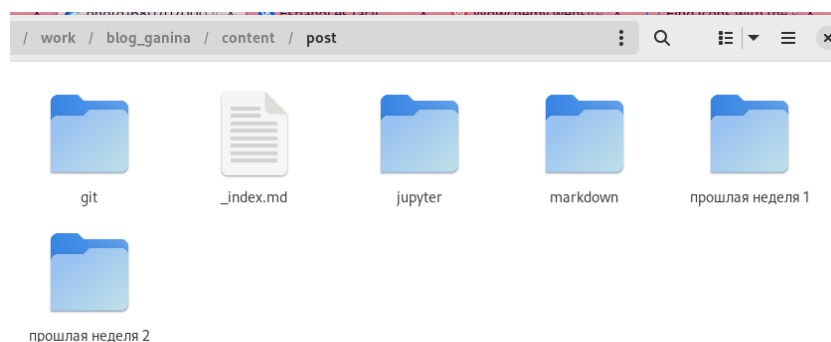 / work / blog_ganina / content / post
git
_index.md
jupyter
markdown
прошлая неделя 1
прошлая неделя 2